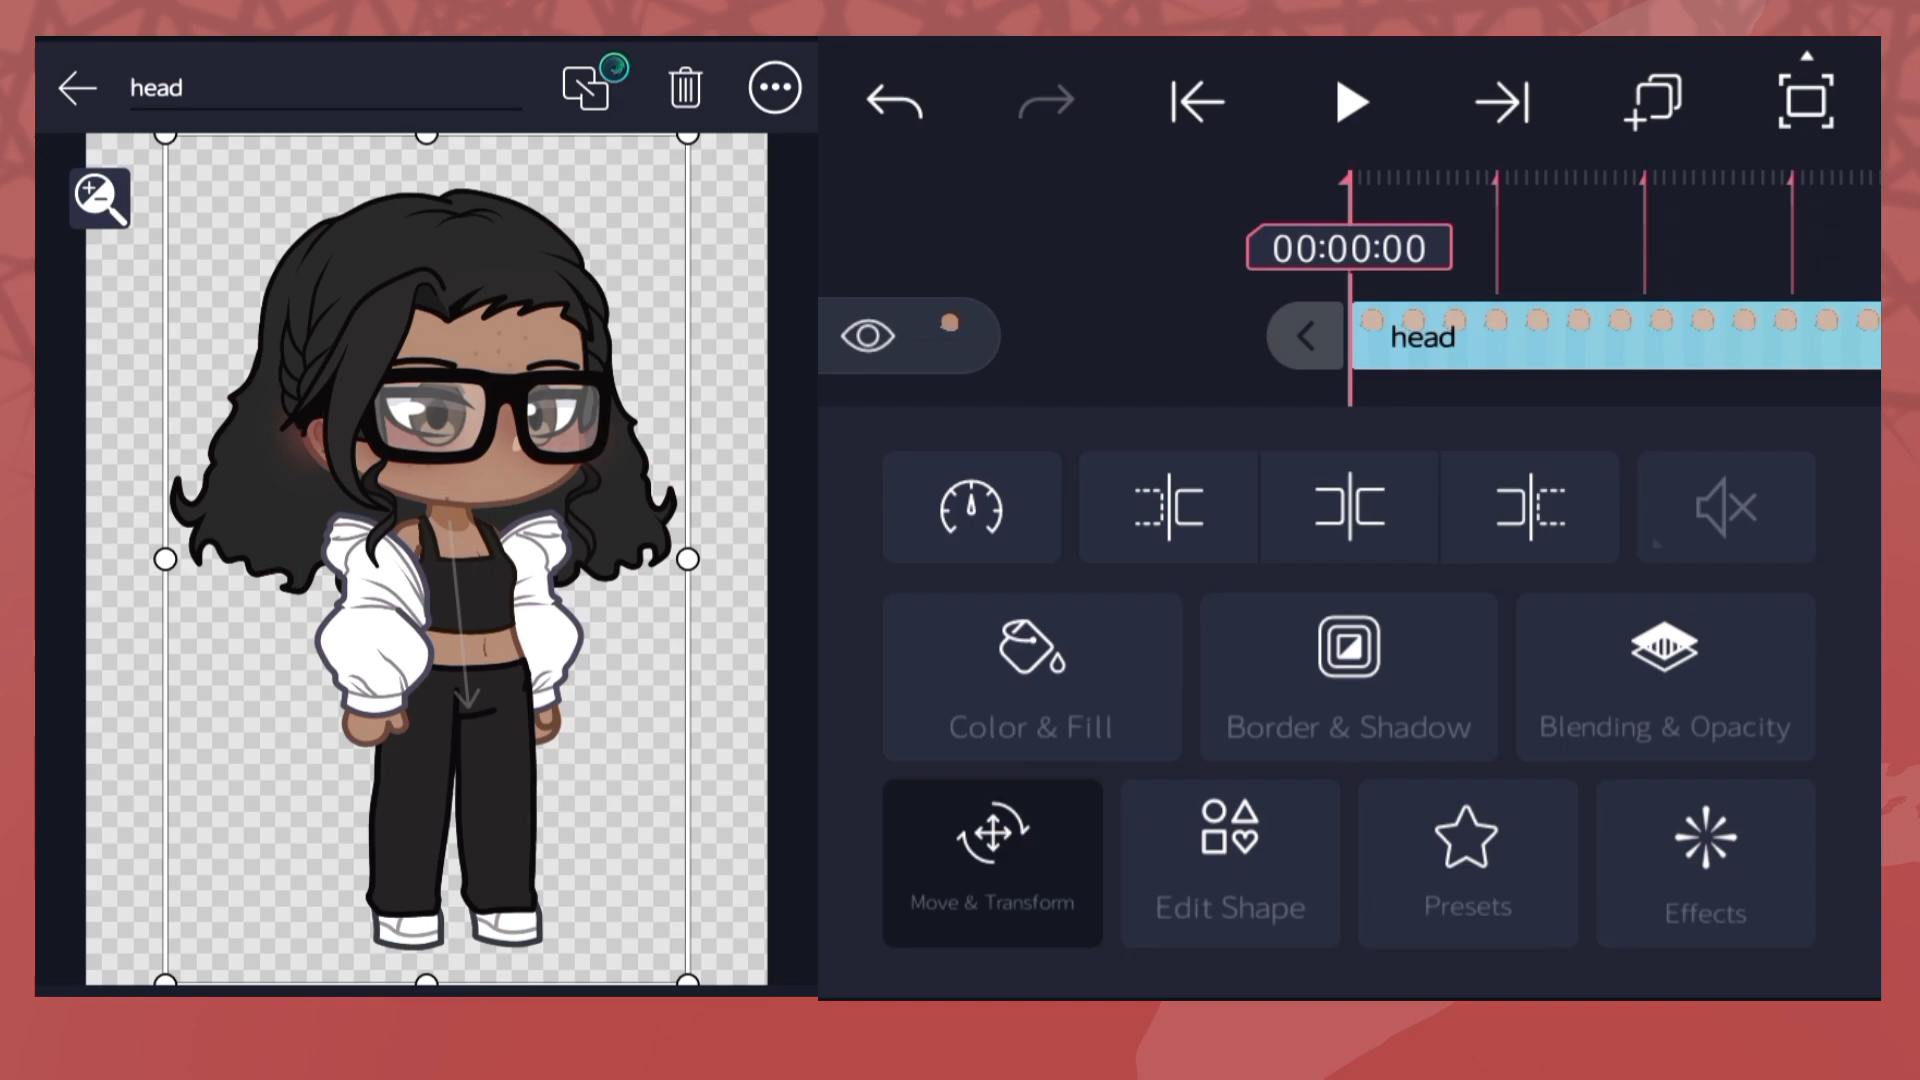 head
00:00:00
head
Color & Fill
Border & Shadow
Blending & Opacity
Move & Transform
Edit Shape
Presets
Effects